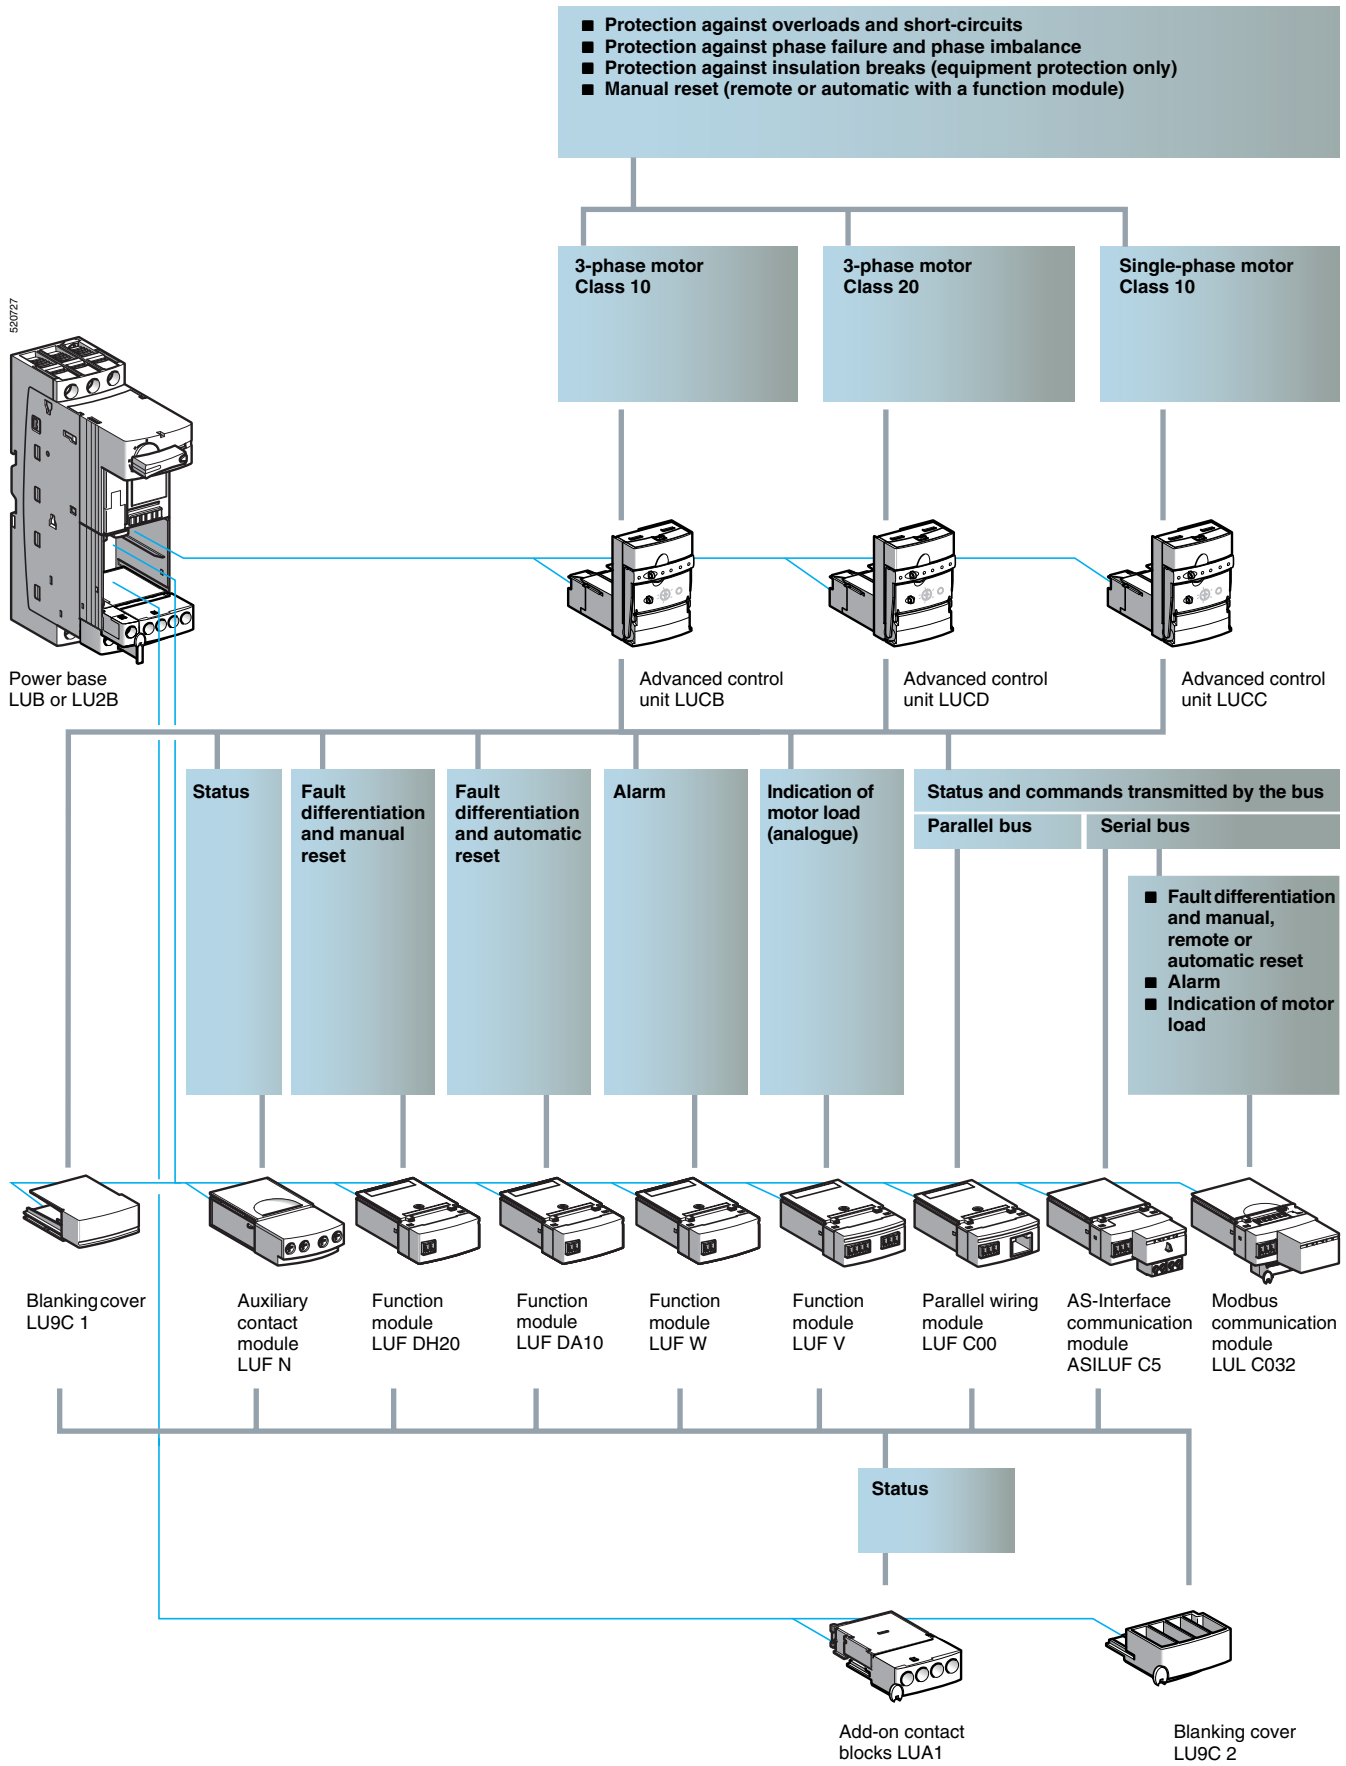 ■ Protection against overloads and short-circuits
■ Protection against phase failure and phase imbalance
■ Protection against insulation breaks (equipment protection only)
■ Manual reset (remote or automatic with a function module)
3-phase motor
Class 10
3-phase motor
Class 20
Single-phase motor
Class 10
520727
Power base
LUB or LU2B
Advanced control
unit LUCB
Advanced control
unit LUCD
Advanced control
unit LUCC
Status
Fault
differentiation
and manual
reset
Fault
differentiation
and automatic
reset
Alarm
Indication of
motor load
(analogue)
Status and commands transmitted by the bus
Parallel bus
Serial bus
■ Fault differentiation
and manual,
remote or
automatic reset
■ Alarm
■ Indication of motor
load
Blanking cover
LU9C 1
Auxiliary
contact
module
LUF N
Function
module
LUF DH20
Function
module
LUF DA10
Function
module
LUF W
Function
module
LUF V
Parallel wiring
module
LUF C00
AS-Interface
communication
module
ASILUF C5
Modbus
communication
module
LUL C032
Status
Add-on contact
blocks LUA1
Blanking cover
LU9C 2